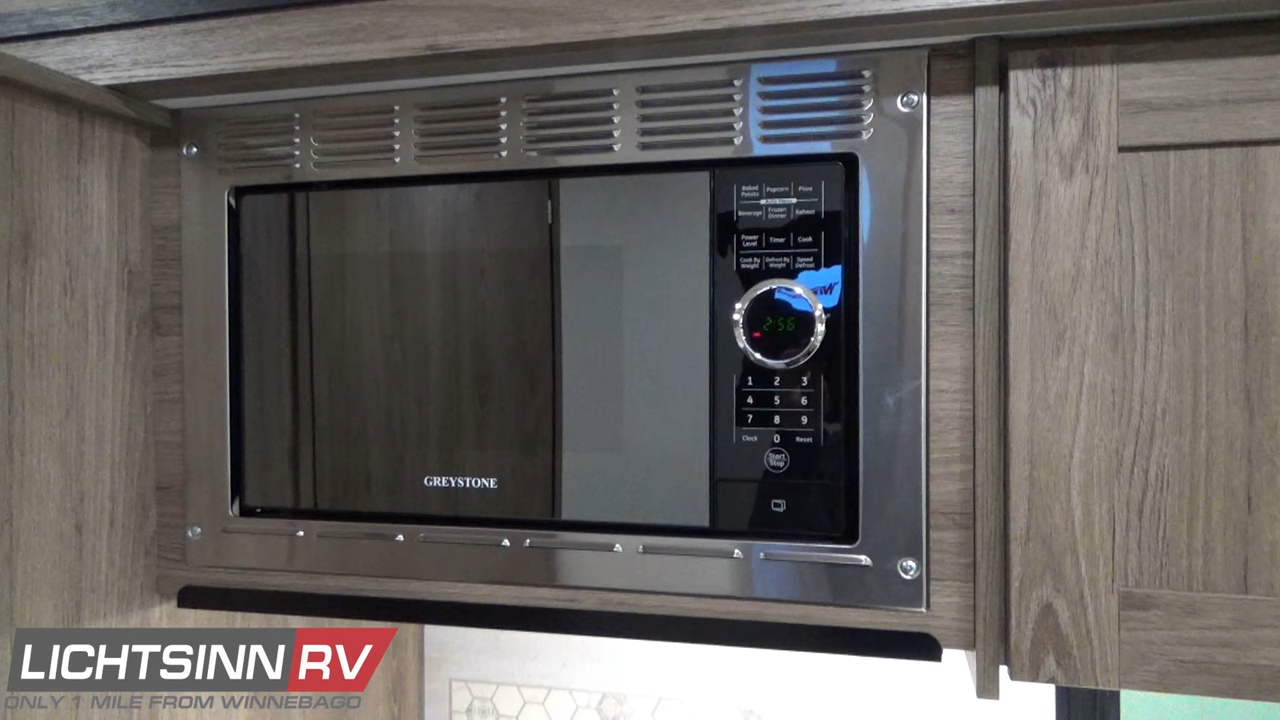 Baked Potato Popcorn Pizza
Auto Menu
Beverage Frozen Dinner Reheat
Power Level Timer Cook
Cook By Weight Defrost By Weight Speed Defrost
2:56
1 2 3
4 5 6
7 8 9
Clock 0 Reset
Start Stop
GREYSTONE
LICHTSINN RV
ONLY 1 MILE FROM WINNEBAGO